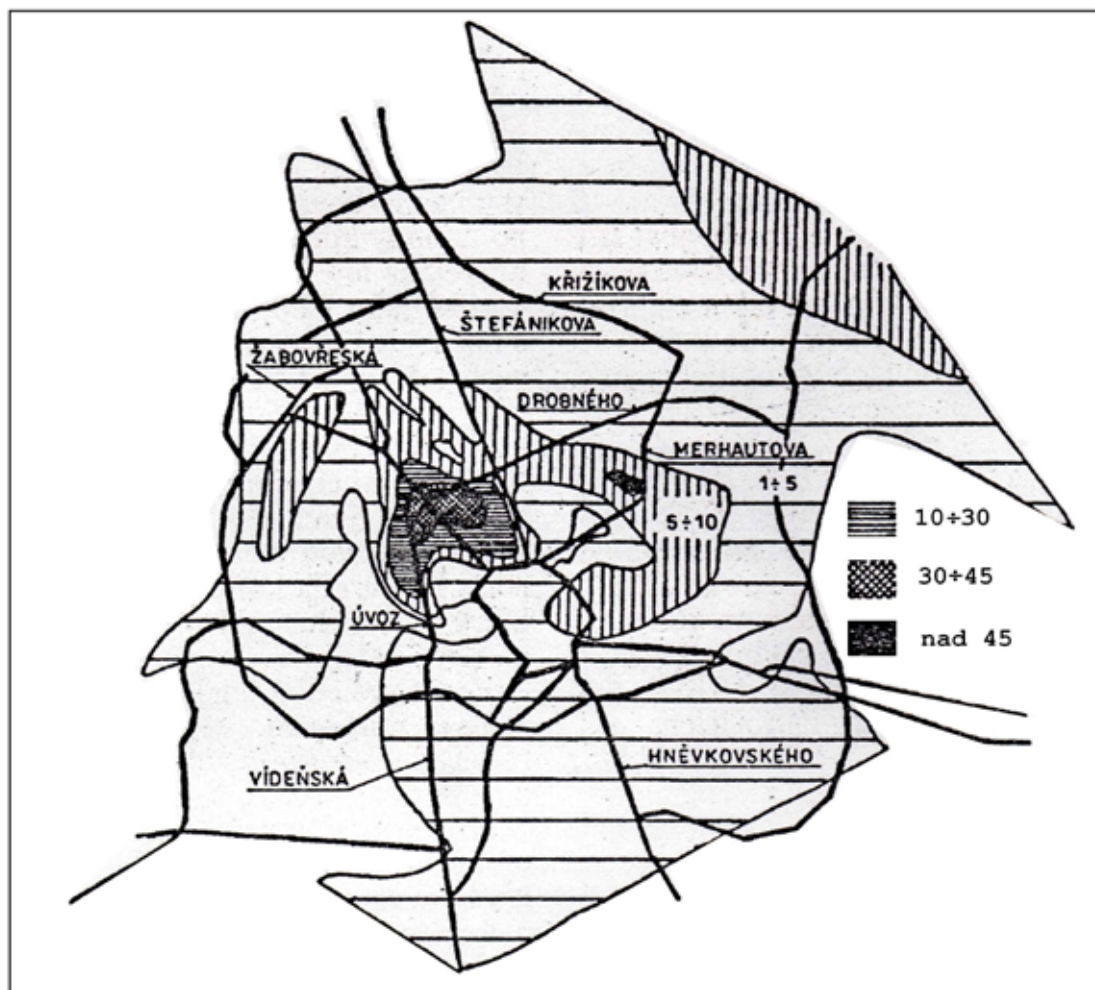 KŘIŽÍKOVA
ŠTEFÁNIKOVA
ŽABOVŘESKÁ
DROBNÉHO
MERHAUTOVA
1÷5
10÷30
5÷10
30÷45
ÚVOZ
nad 45
HNĚVKOVSKÉHO
VÍDEŇSKÁ